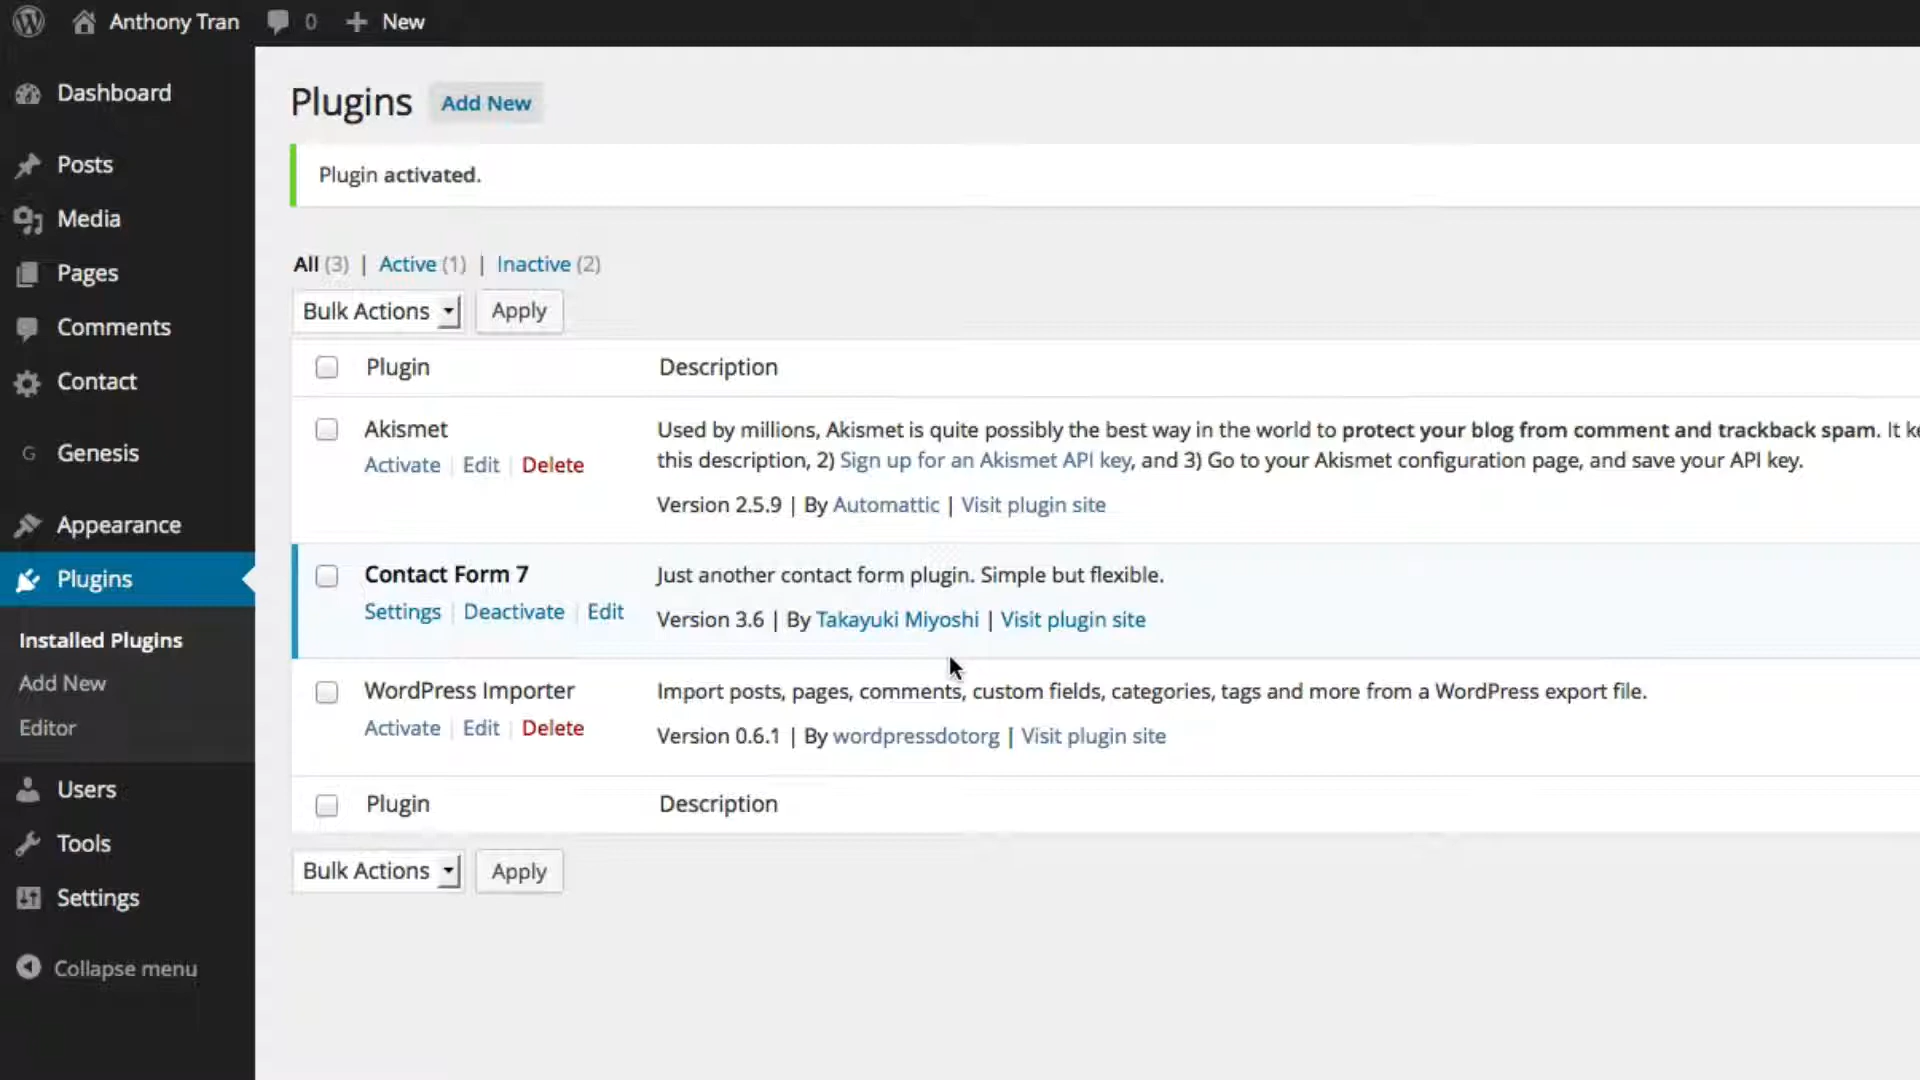 Anthony Tran 0 New
Dashboard
Posts
Media
Pages
Comments
Contact
G Genesis
Appearance
Plugins
Installed Plugins
Add New
Editor
Users
Tools
Settings
Collapse menu
Plugins Add New
Plugin activated.
All (3) | Active (1) | Inactive (2)
Bulk Actions Apply
Plugin Description
Akismet
Activate | Edit | Delete
Used by millions, Akismet is quite possibly the best way in the world to protect your blog from comment and trackback spam. It
this description, 2) Sign up for an Akismet API key, and 3) Go to your Akismet configuration page, and save your API key.
Version 2.5.9 | By Automattic | Visit plugin site
Contact Form 7
Settings | Deactivate | Edit
Just another contact form plugin. Simple but flexible.
Version 3.6 | By Takayuki Miyoshi | Visit plugin site
WordPress Importer
Activate | Edit | Delete
Import posts, pages, comments, custom fields, categories, tags and more from a WordPress export file.
Version 0.6.1 | By wordpressdotorg | Visit plugin site
Plugin Description
Bulk Actions Apply